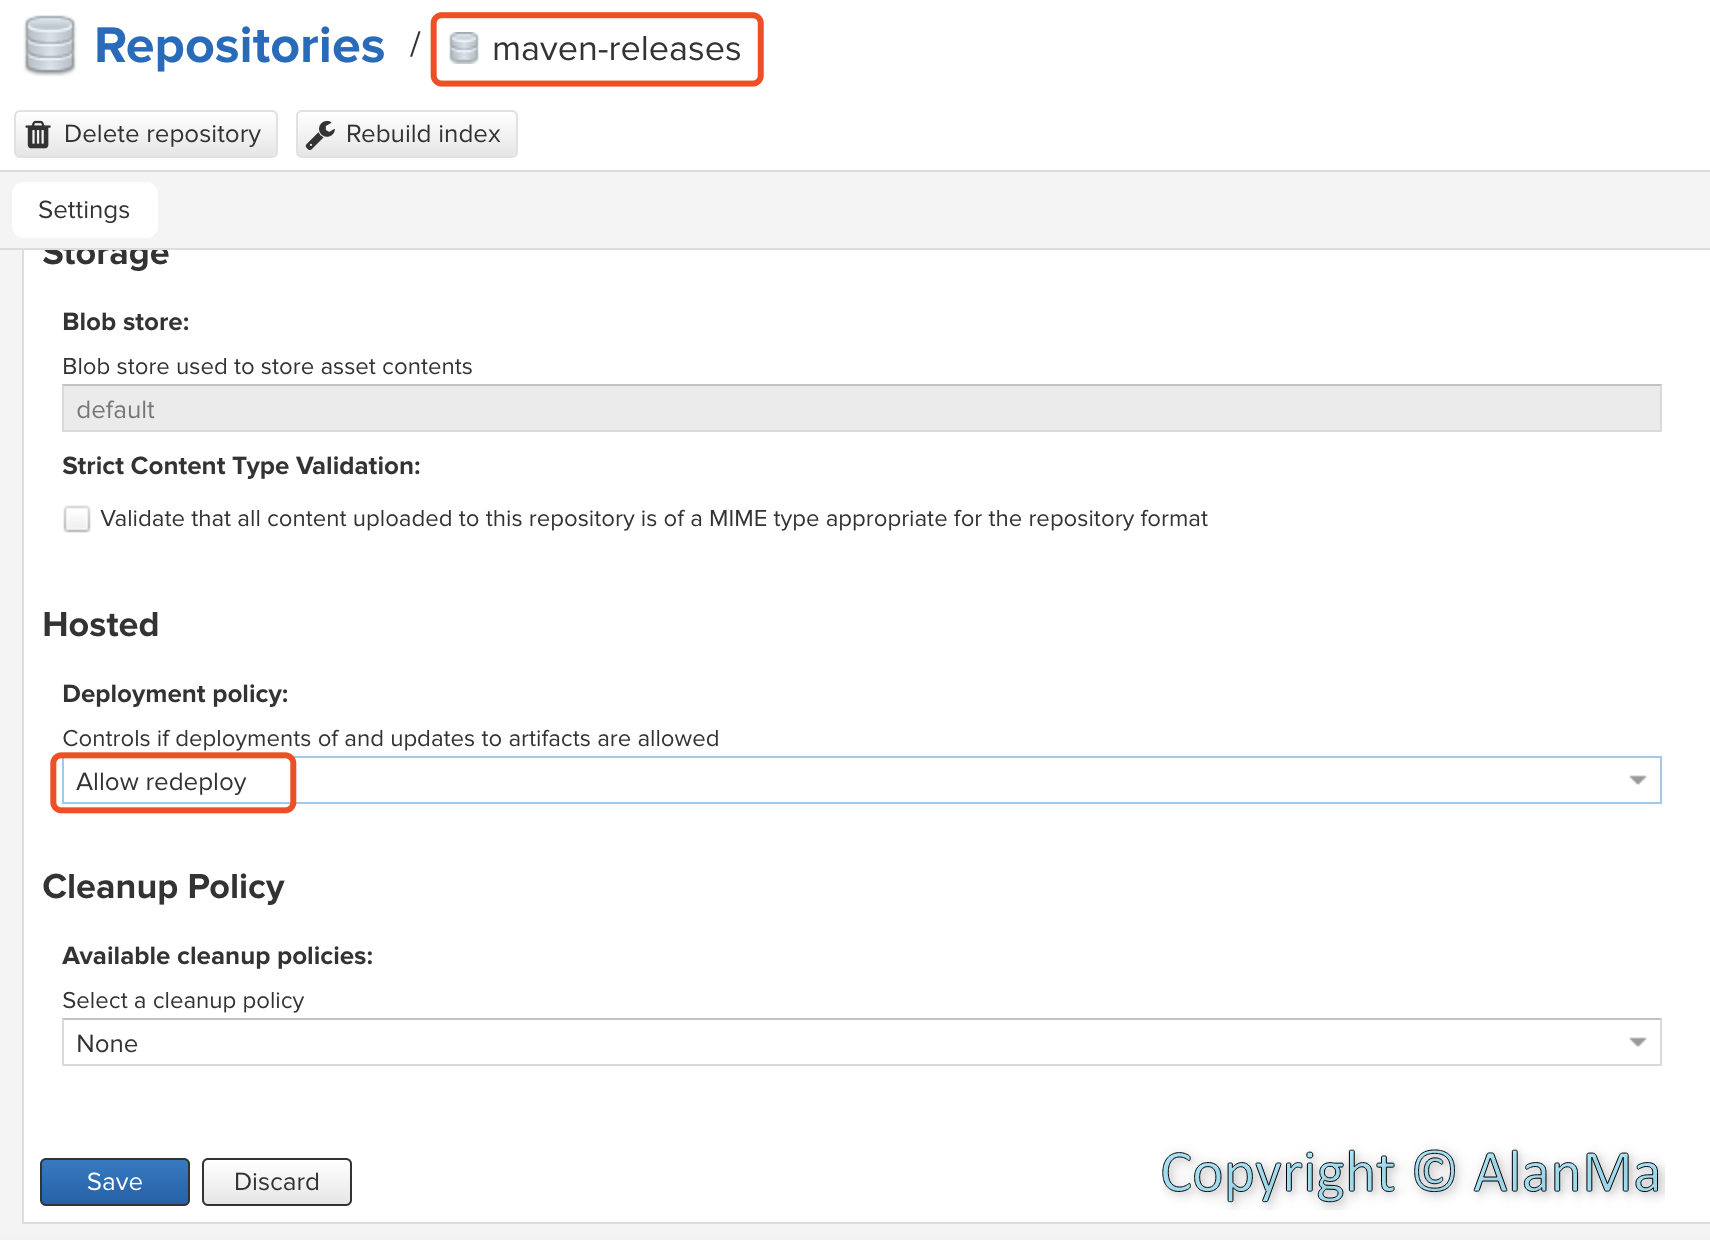 Repositories / maven-releases
Delete repository Rebuild index
Settings
Storage
Blob store:
Blob store used to store asset contents
default
Strict Content Type Validation:
Validate that all content uploaded to this repository is of a MIME type appropriate for the repository format
Hosted
Deployment policy:
Controls if deployments of and updates to artifacts are allowed
Allow redeploy
Cleanup Policy
Available cleanup policies:
Select a cleanup policy
None
Save Discard
Copyright © AlanMa